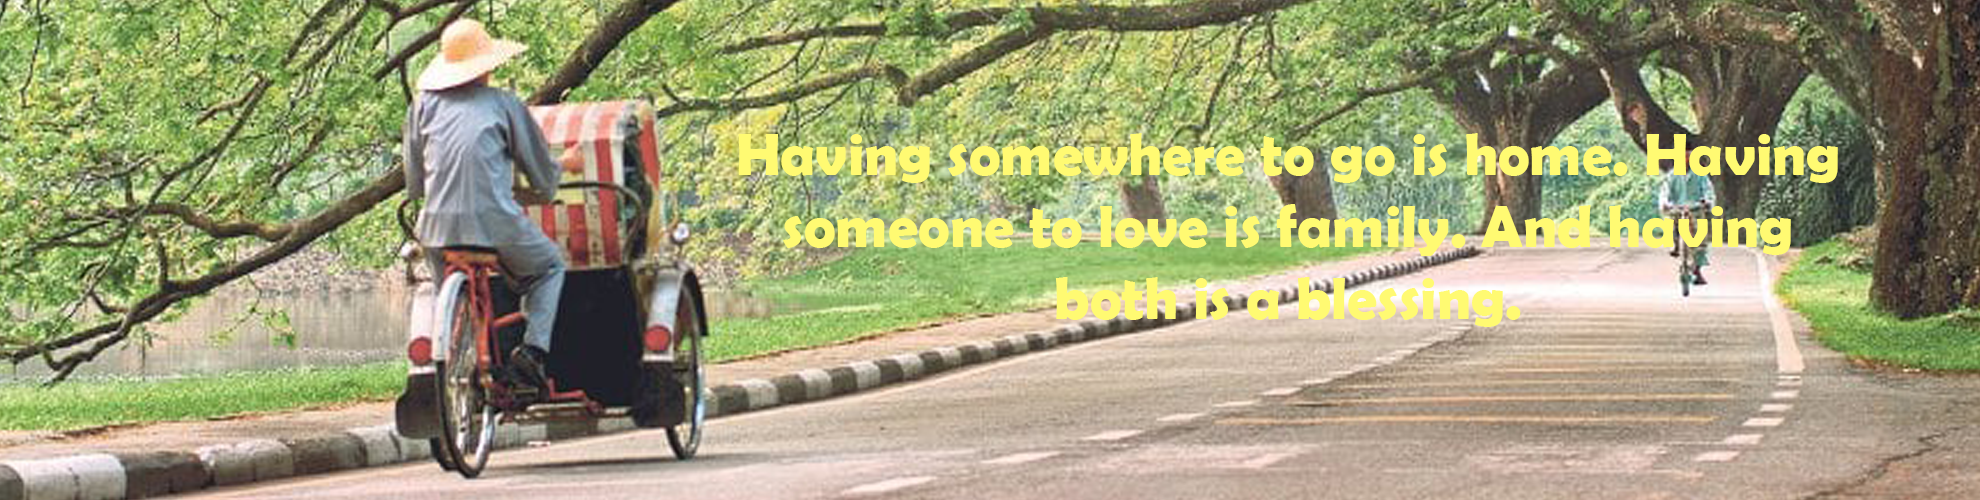 Having somewhere to go is home. Having
someone to love is family. And having
both is a blessing.